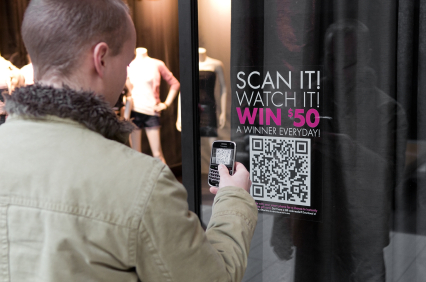 SCAN IT!
WATCH IT!
WIN $50
A WINNER EVERYDAY!